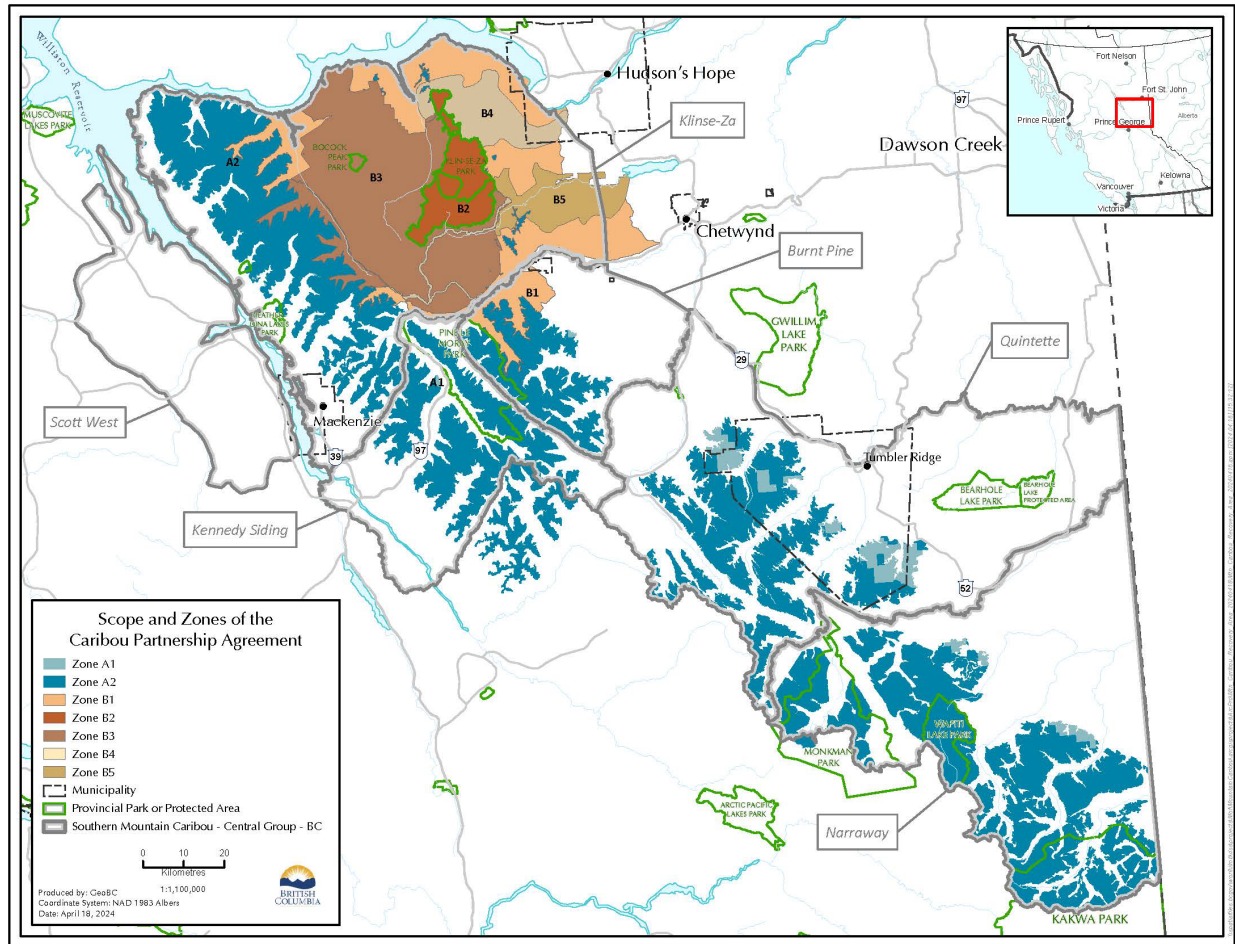 Williston
Reservoir
MUSCOVITE
LAKES PARK
Hudson's Hope
Klinse-Za
97
Dawson Creek
Fort Nelson
Fort St. John
Prince Rupert
Prince George
Alberta
Kelowna
Vancouver
Victoria
A2
BOCOCK
PEAK
PARK
B3
B4
KLIN-SE-ZA
PARK
B2
B5
Chetwynd
Burnt Pine
B1
GWILLIM
LAKE
PARK
Quintette
29
HEATHER
DINA LAKES
PARK
PINE LE
MORAY
PARK
A1
Scott West
Mackenzie
39
97
Tumbler Ridge
BEARHOLE
LAKE PARK
BEARHOLE
LAKE
PROTECTED AREA
Kennedy Siding
52
WAPITI
LAKE PARK
MONKMAN
PARK
ARCTIC PACIFIC
LAKES PARK
Narraway
KAKWA PARK
Scope and Zones of the
Caribou Partnership Agreement
Zone A1
Zone A2
Zone B1
Zone B2
Zone B3
Zone B4
Zone B5
Municipality
Provincial Park or Protected Area
Southern Mountain Caribou - Central Group - BC
0 10 20
Kilometres
1:1,100,000
Produced by: GeoBC
Coordinate System: NAD 1983 Albers
Date: April 18, 2024
BRITISH
COLUMBIA